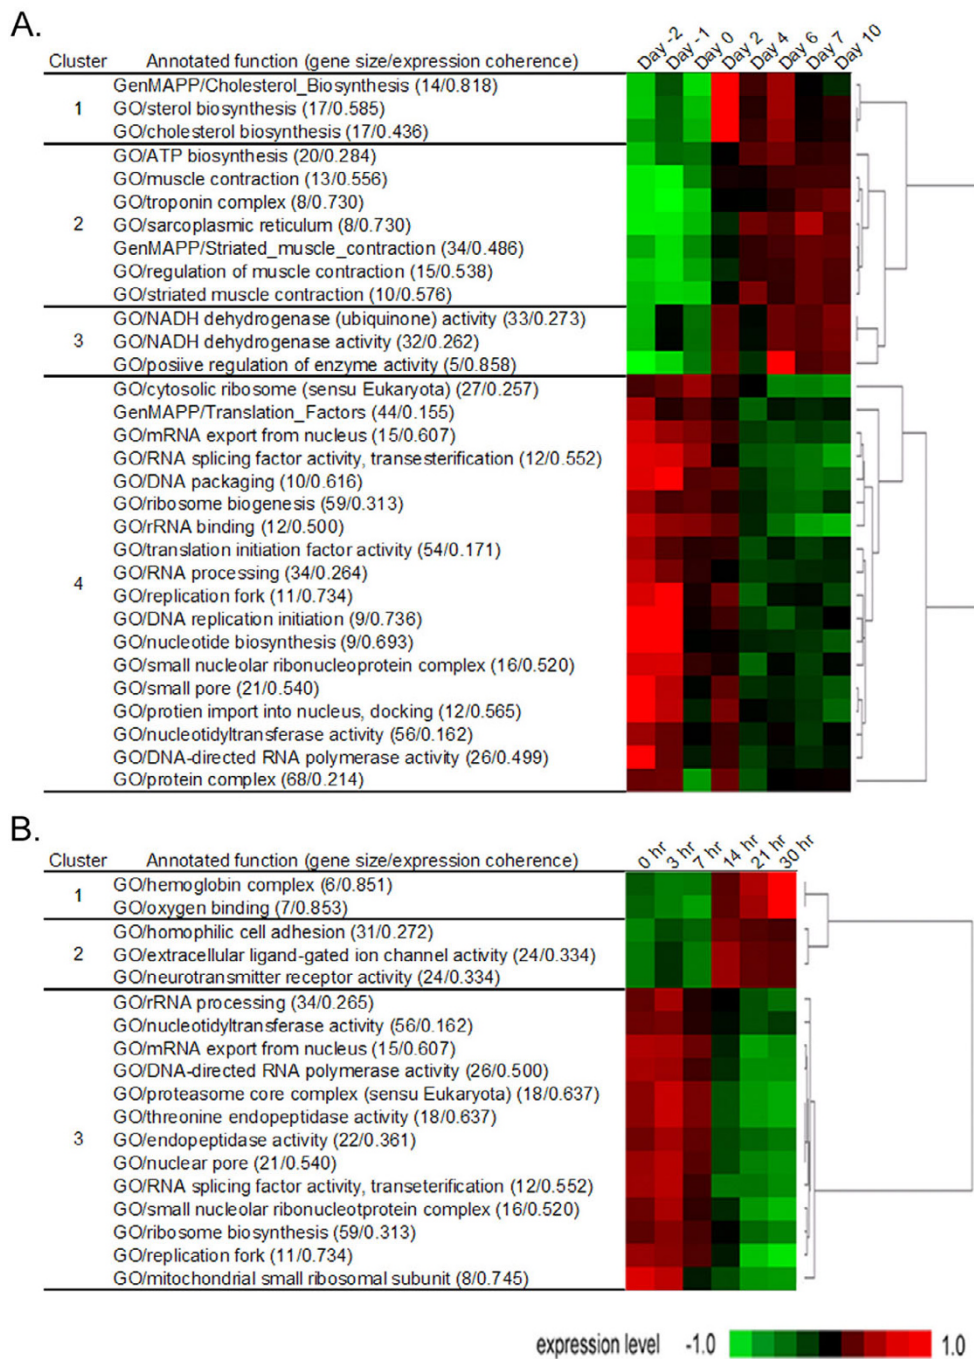 A.
Cluster Annotated function (gene size/expression coherence) Day -2 Day -1 Day 0 Day 2 Day 4 Day 6 Day 7 Day 10
GenMAPP/Cholesterol_Biosynthesis (14/0.818)
1 GO/sterol biosynthesis (17/0.585)
GO/cholesterol biosynthesis (17/0.436)
GO/ATP biosynthesis (20/0.284)
GO/muscle contraction (13/0.556)
GO/troponin complex (8/0.730)
2 GO/sarcoplasmic reticulum (8/0.730)
GenMAPP/Striated_muscle_contraction (34/0.486)
GO/regulation of muscle contraction (15/0.538)
GO/striated muscle contraction (10/0.576)
GO/NADH dehydrogenase (ubiquinone) activity (33/0.273)
3 GO/NADH dehydrogenase activity (32/0.262)
GO/posiive regulation of enzyme activity (5/0.858)
GO/cytosolic ribosome (sensu Eukaryota) (27/0.257)
GenMAPP/Translation_Factors (44/0.155)
GO/mRNA export from nucleus (15/0.607)
GO/RNA splicing factor activity, transesterification (12/0.552)
GO/DNA packaging (10/0.616)
GO/ribosome biogenesis (59/0.313)
GO/rRNA binding (12/0.500)
GO/translation initiation factor activity (54/0.171)
GO/RNA processing (34/0.264)
4 GO/replication fork (11/0.734)
GO/DNA replication initiation (9/0.736)
GO/nucleotide biosynthesis (9/0.693)
GO/small nucleolar ribonucleoprotein complex (16/0.520)
GO/small pore (21/0.540)
GO/protien import into nucleus, docking (12/0.565)
GO/nucleotidyltransferase activity (56/0.162)
GO/DNA-directed RNA polymerase activity (26/0.499)
GO/protein complex (68/0.214)
B.
Cluster Annotated function (gene size/expression coherence) 0 hr 3 hr 7 hr 14 hr 21 hr 30 hr
1 GO/hemoglobin complex (6/0.851)
GO/oxygen binding (7/0.853)
GO/homophilic cell adhesion (31/0.272)
2 GO/extracellular ligand-gated ion channel activity (24/0.334)
GO/neurotransmitter receptor activity (24/0.334)
GO/rRNA processing (34/0.265)
GO/nucleotidyltransferase activity (56/0.162)
GO/mRNA export from nucleus (15/0.607)
GO/DNA-directed RNA polymerase activity (26/0.500)
GO/proteasome core complex (sensu Eukaryota) (18/0.637)
GO/threonine endopeptidase activity (18/0.637)
3 GO/endopeptidase activity (22/0.361)
GO/nuclear pore (21/0.540)
GO/RNA splicing factor activity, transeterification (12/0.552)
GO/small nucleolar ribonucleotprotein complex (16/0.520)
GO/ribosome biosynthesis (59/0.313)
GO/replication fork (11/0.734)
GO/mitochondrial small ribosomal subunit (8/0.745)
expression level -1.0 1.0